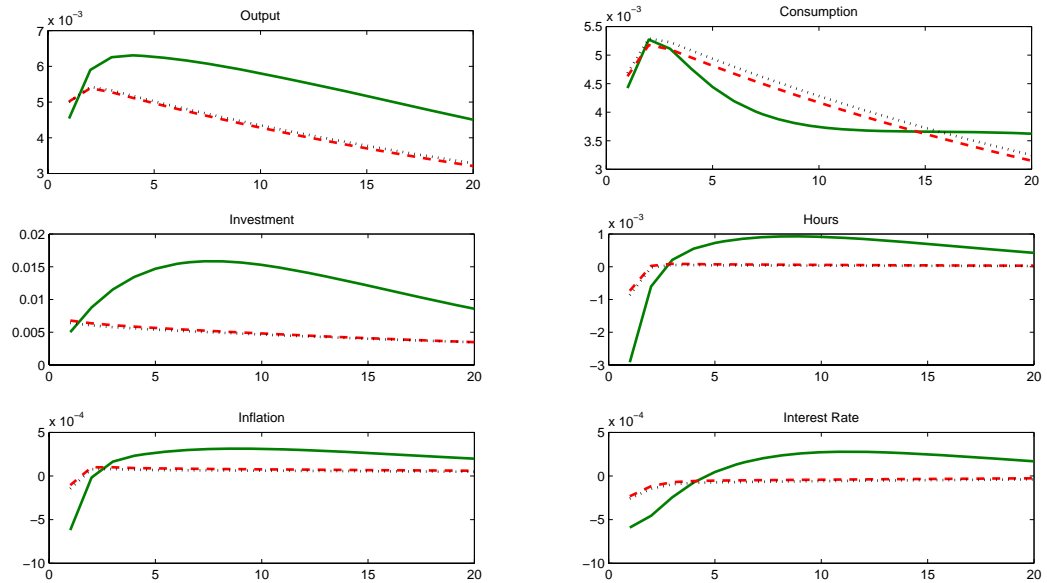 Output
x 10⁻³
7
6
5
4
3
0 5 10 15 20
Consumption
x 10⁻³
5.5
5
4.5
4
3.5
3
0 5 10 15 20
Investment
0.02
0.015
0.01
0.005
0
0 5 10 15 20
Hours
x 10⁻³
1
0
−1
−2
−3
0 5 10 15 20
Inflation
x 10⁻⁴
5
0
−5
−10
0 5 10 15 20
Interest Rate
x 10⁻⁴
5
0
−5
−10
0 5 10 15 20